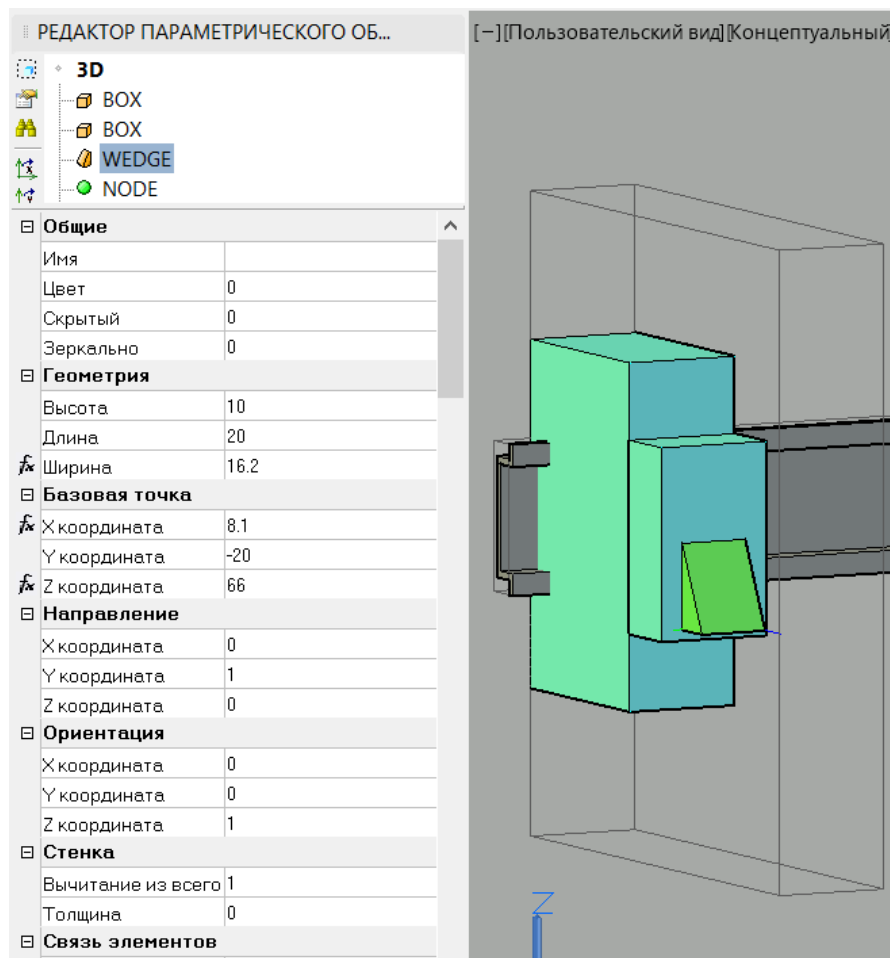 РЕДАКТОР ПАРАМЕТРИЧЕСКОГО ОБ...
[−][Пользовательский вид][Концептуальный
3D
BOX
BOX
WEDGE
NODE
Общие
Имя
Цвет 0
Скрытый 0
Зеркально 0
Геометрия
Высота 10
Длина 20
fx Ширина 16.2
Базовая точка
fx X координата 8.1
Y координата -20
fx Z координата 66
Направление
X координата 0
Y координата 1
Z координата 0
Ориентация
X координата 0
Y координата 0
Z координата 1
Стенка
Вычитание из всего 1
Толщина 0
Связь элементов
Z